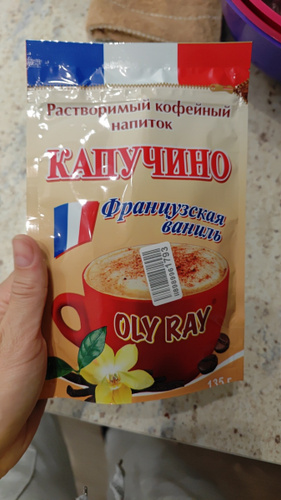 Растворимый кофейный
напиток
КАПУЧИНО
Французская
ваниль
OLY RAY
135 г